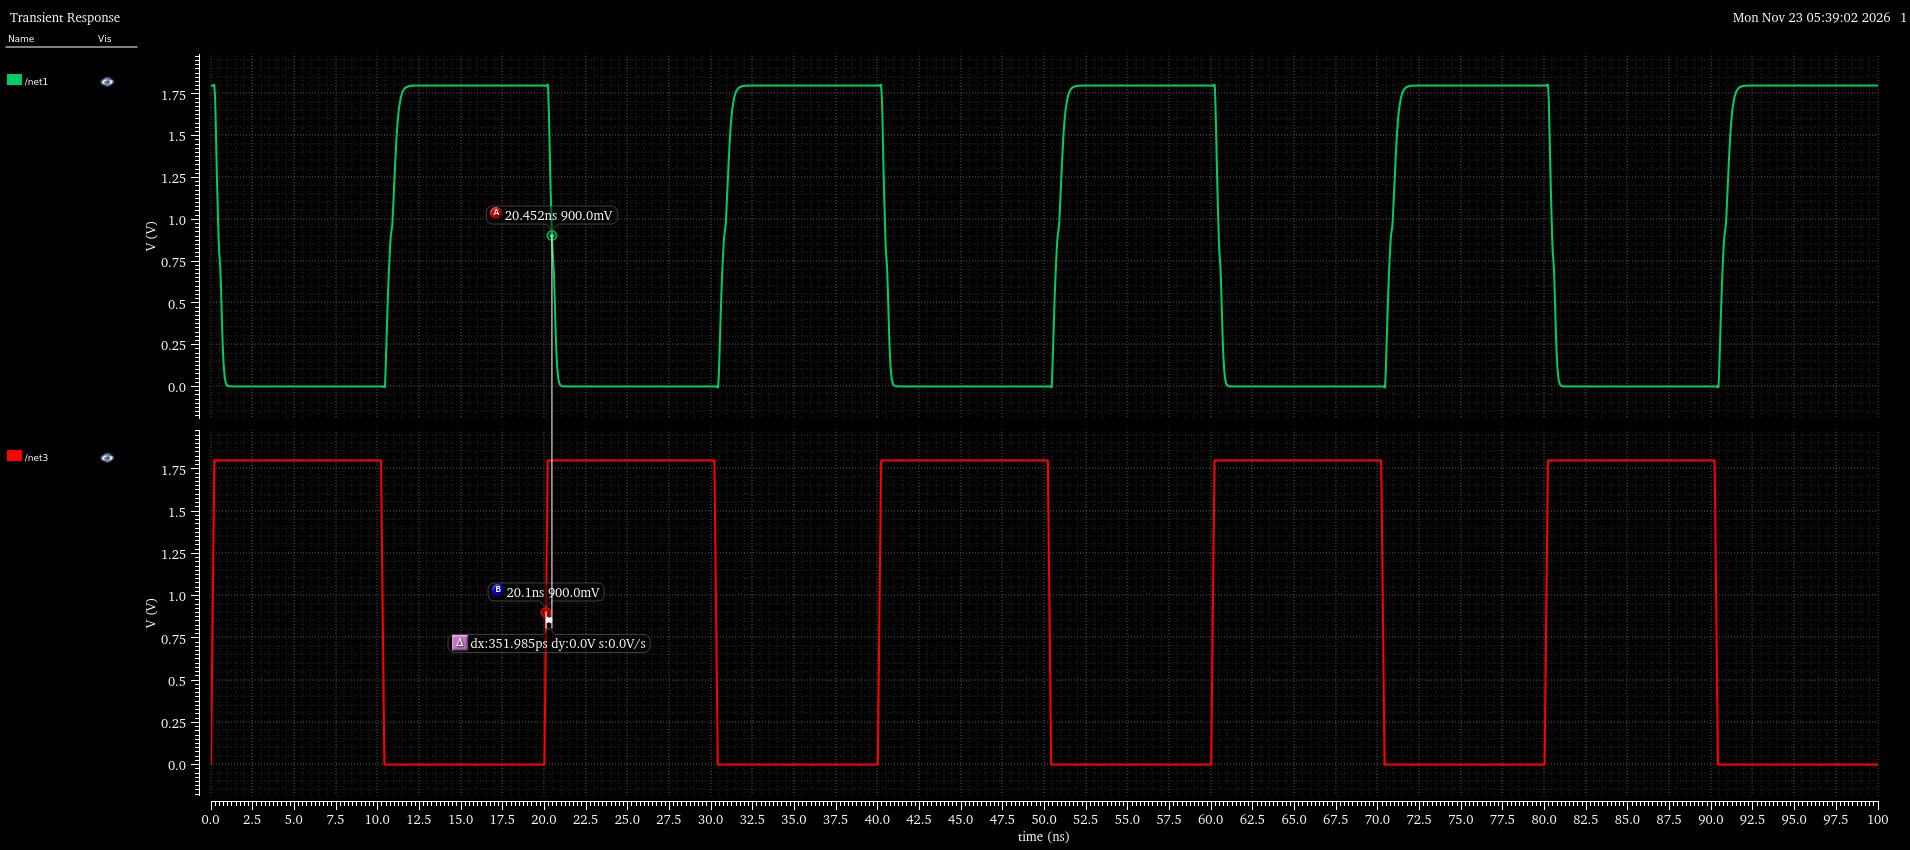 Transient Response
Mon Nov 23 05:39:02 2026 1
Name Vis
/net1
1.75
1.5
1.25
1.0
0.75
0.5
0.25
0.0
V (V)
A 20.452ns 900.0mV
/net3
1.75
1.5
1.25
1.0
0.75
0.5
0.25
0.0
V (V)
B 20.1ns 900.0mV
Δ dx:351.985ps dy:0.0V s:0.0V/s
0.0 2.5 5.0 7.5 10.0 12.5 15.0 17.5 20.0 22.5 25.0 27.5 30.0 32.5 35.0 37.5 40.0 42.5 45.0 47.5 50.0 52.5 55.0 57.5 60.0 62.5 65.0 67.5 70.0 72.5 75.0 77.5 80.0 82.5 85.0 87.5 90.0 92.5 95.0 97.5 100
time (ns)